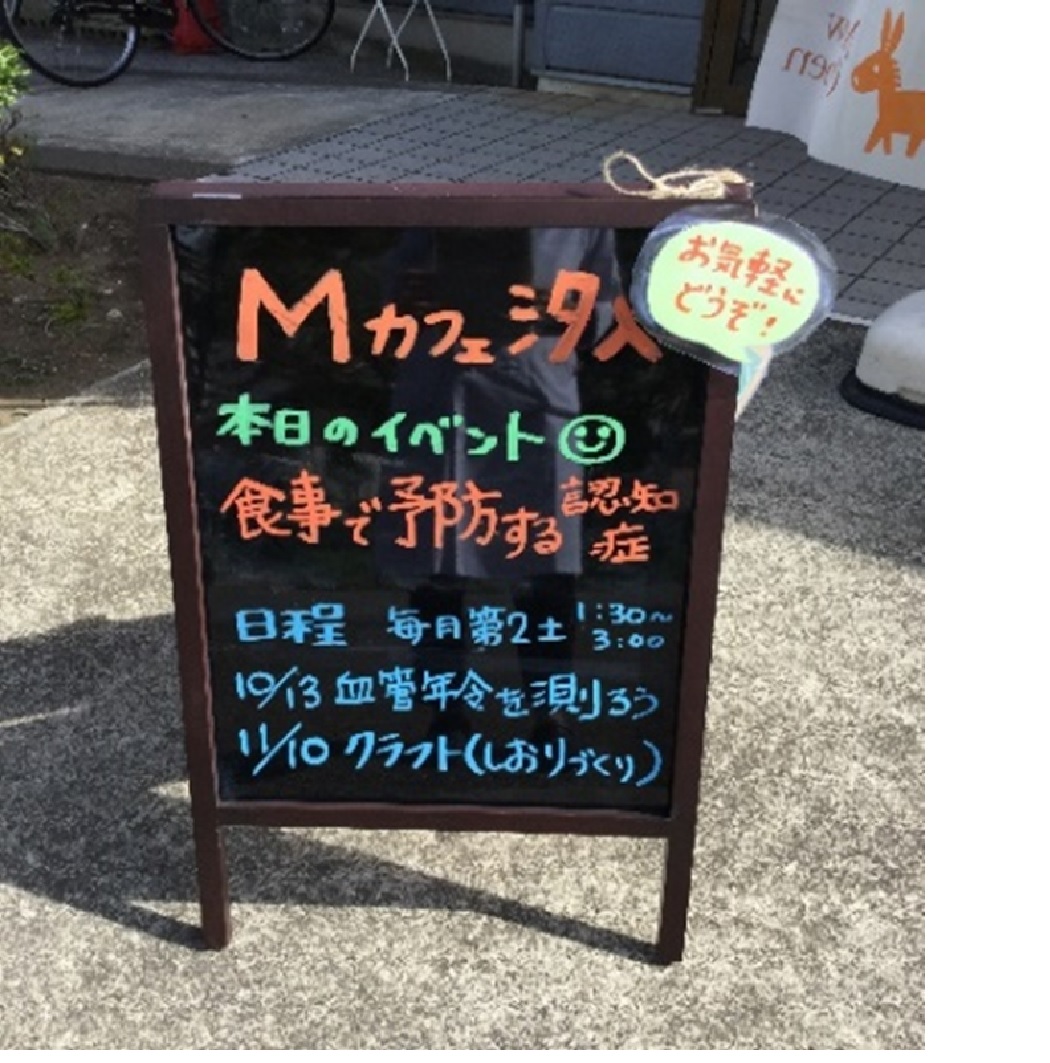 Mカフェ汐入
お気軽に
どうぞ!
本日のイベント
食事で予防する認知症
日程 毎月第2土 1:30~3:00
10/13 血管年令を測ろう
11/10 クラフト(しおりづくり)